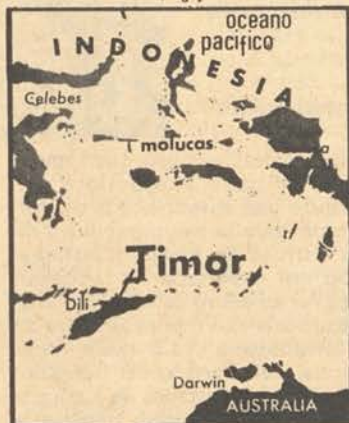 oceano
pacifico
INDONESIA
Celebes
molucas
Timor
Dili
Darwin
AUSTRALIA